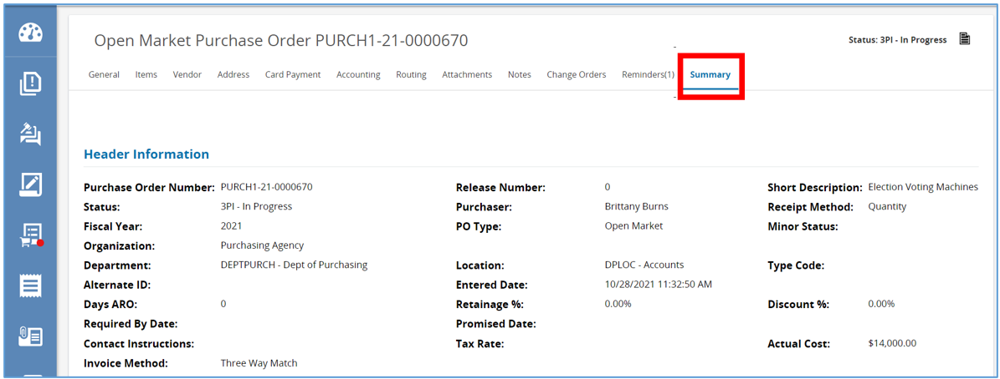 Open Market Purchase Order PURCH1-21-0000670
Status: 3PI - In Progress
General Items Vendor Address Card Payment Accounting Routing Attachments Notes Change Orders Reminders(1) Summary
Header Information
Purchase Order Number: PURCH1-21-0000670 Release Number: 0 Short Description: Election Voting Machines
Status: 3PI - In Progress Purchaser: Brittany Burns Receipt Method: Quantity
Fiscal Year: 2021 PO Type: Open Market Minor Status:
Organization: Purchasing Agency
Department: DEPTPURCH - Dept of Purchasing Location: DPLOC - Accounts Type Code:
Alternate ID: Entered Date: 10/28/2021 11:32:50 AM
Days ARO: 0 Retainage %: 0.00% Discount %: 0.00%
Required By Date: Promised Date:
Contact Instructions: Tax Rate: Actual Cost: $14,000.00
Invoice Method: Three Way Match